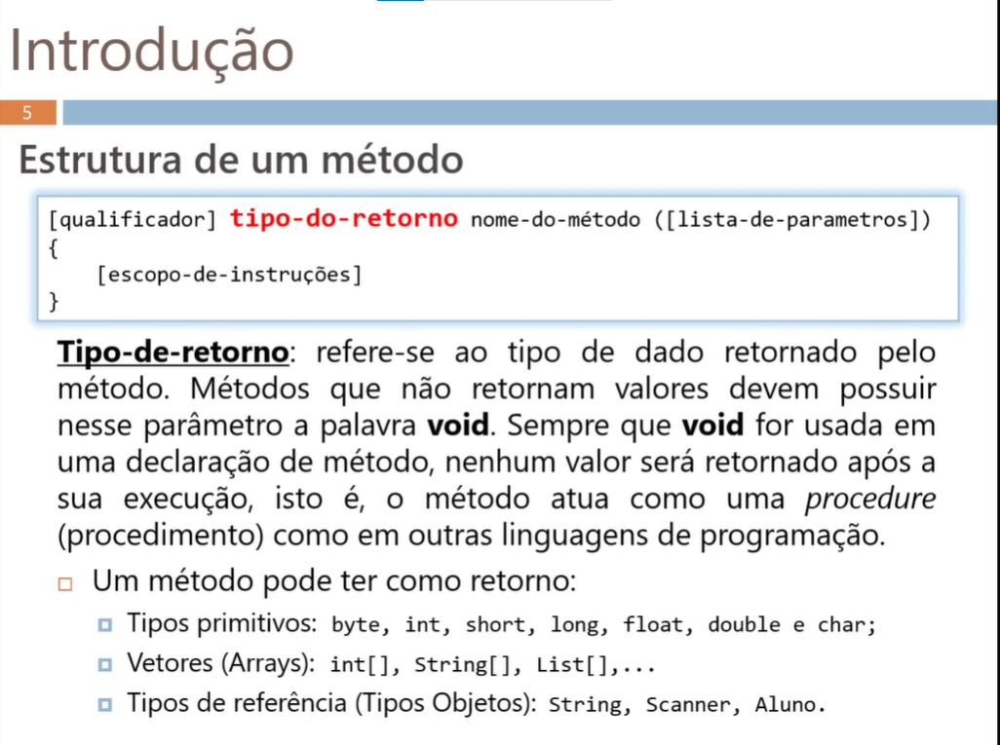 Introdução
5
Estrutura de um método
[qualificador] tipo-do-retorno nome-do-método ([lista-de-parametros])
{
[escopo-de-instruções]
}
Tipo-de-retorno: refere-se ao tipo de dado retornado pelo
método. Métodos que não retornam valores devem possuir
nesse parâmetro a palavra void. Sempre que void for usada em
uma declaração de método, nenhum valor será retornado após a
sua execução, isto é, o método atua como uma procedure
(procedimento) como em outras linguagens de programação.
Um método pode ter como retorno:
Tipos primitivos: byte, int, short, long, float, double e char;
Vetores (Arrays): int[], String[], List[],...
Tipos de referência (Tipos Objetos): String, Scanner, Aluno.